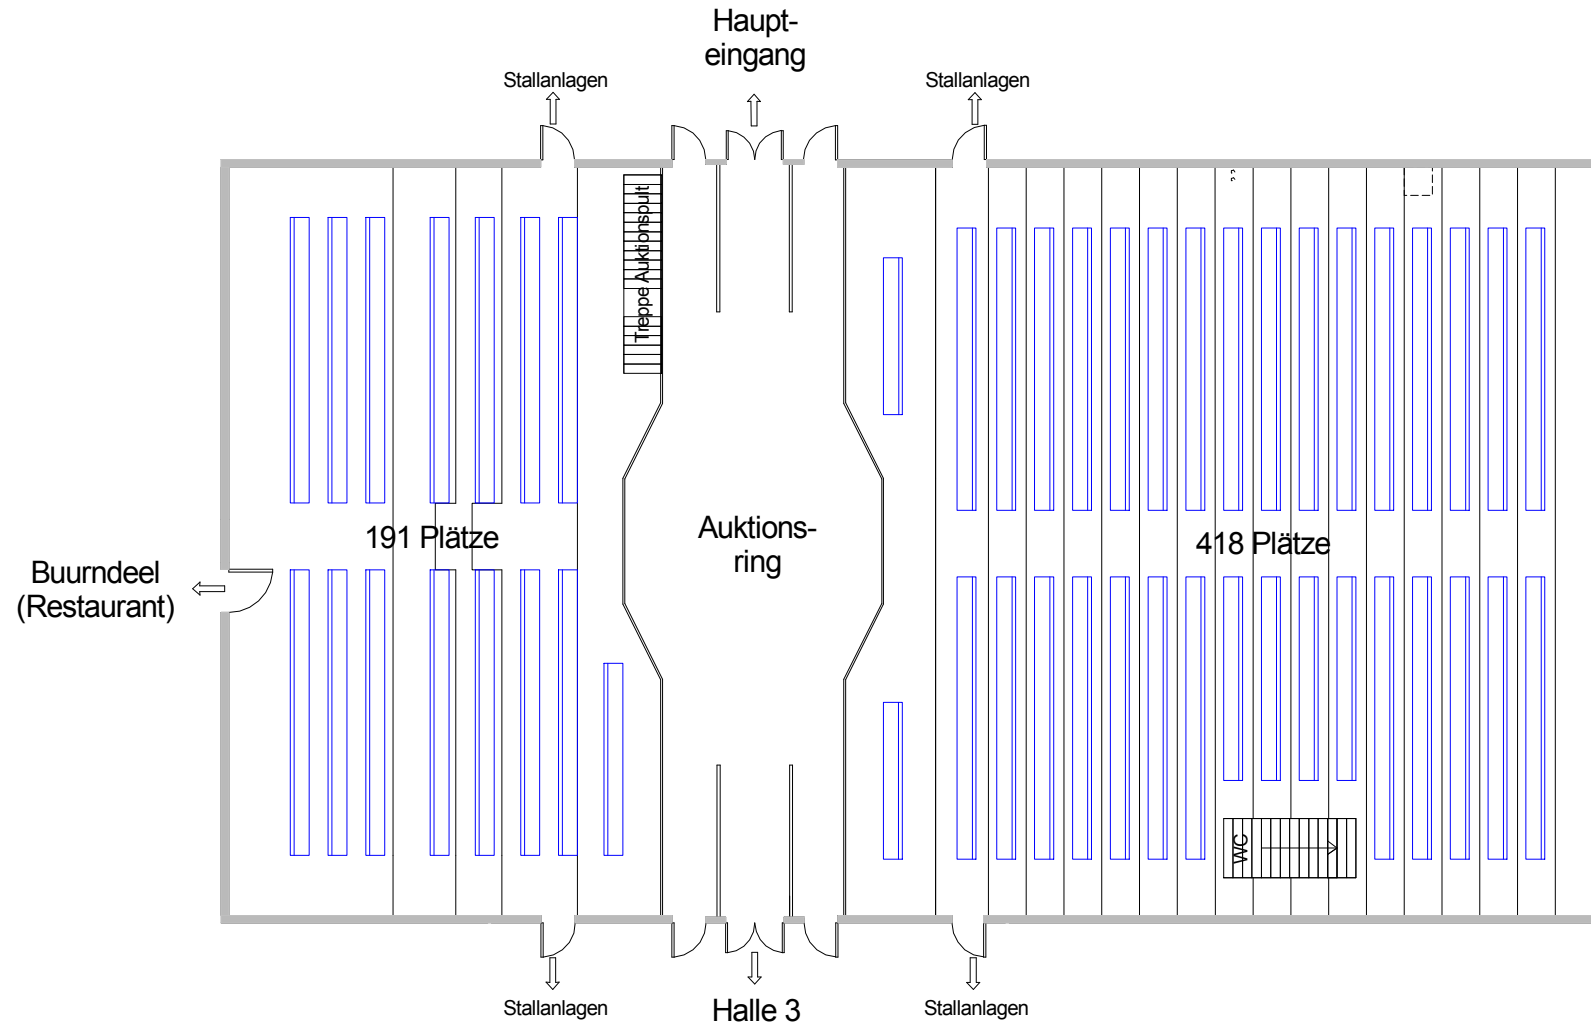 Haupt-
eingang
Stallanlagen
Stallanlagen
Treppe Auktionspult
191 Plätze
Auktions-
ring
418 Plätze
Buurndeel
(Restaurant)
WC
Stallanlagen
Halle 3
Stallanlagen